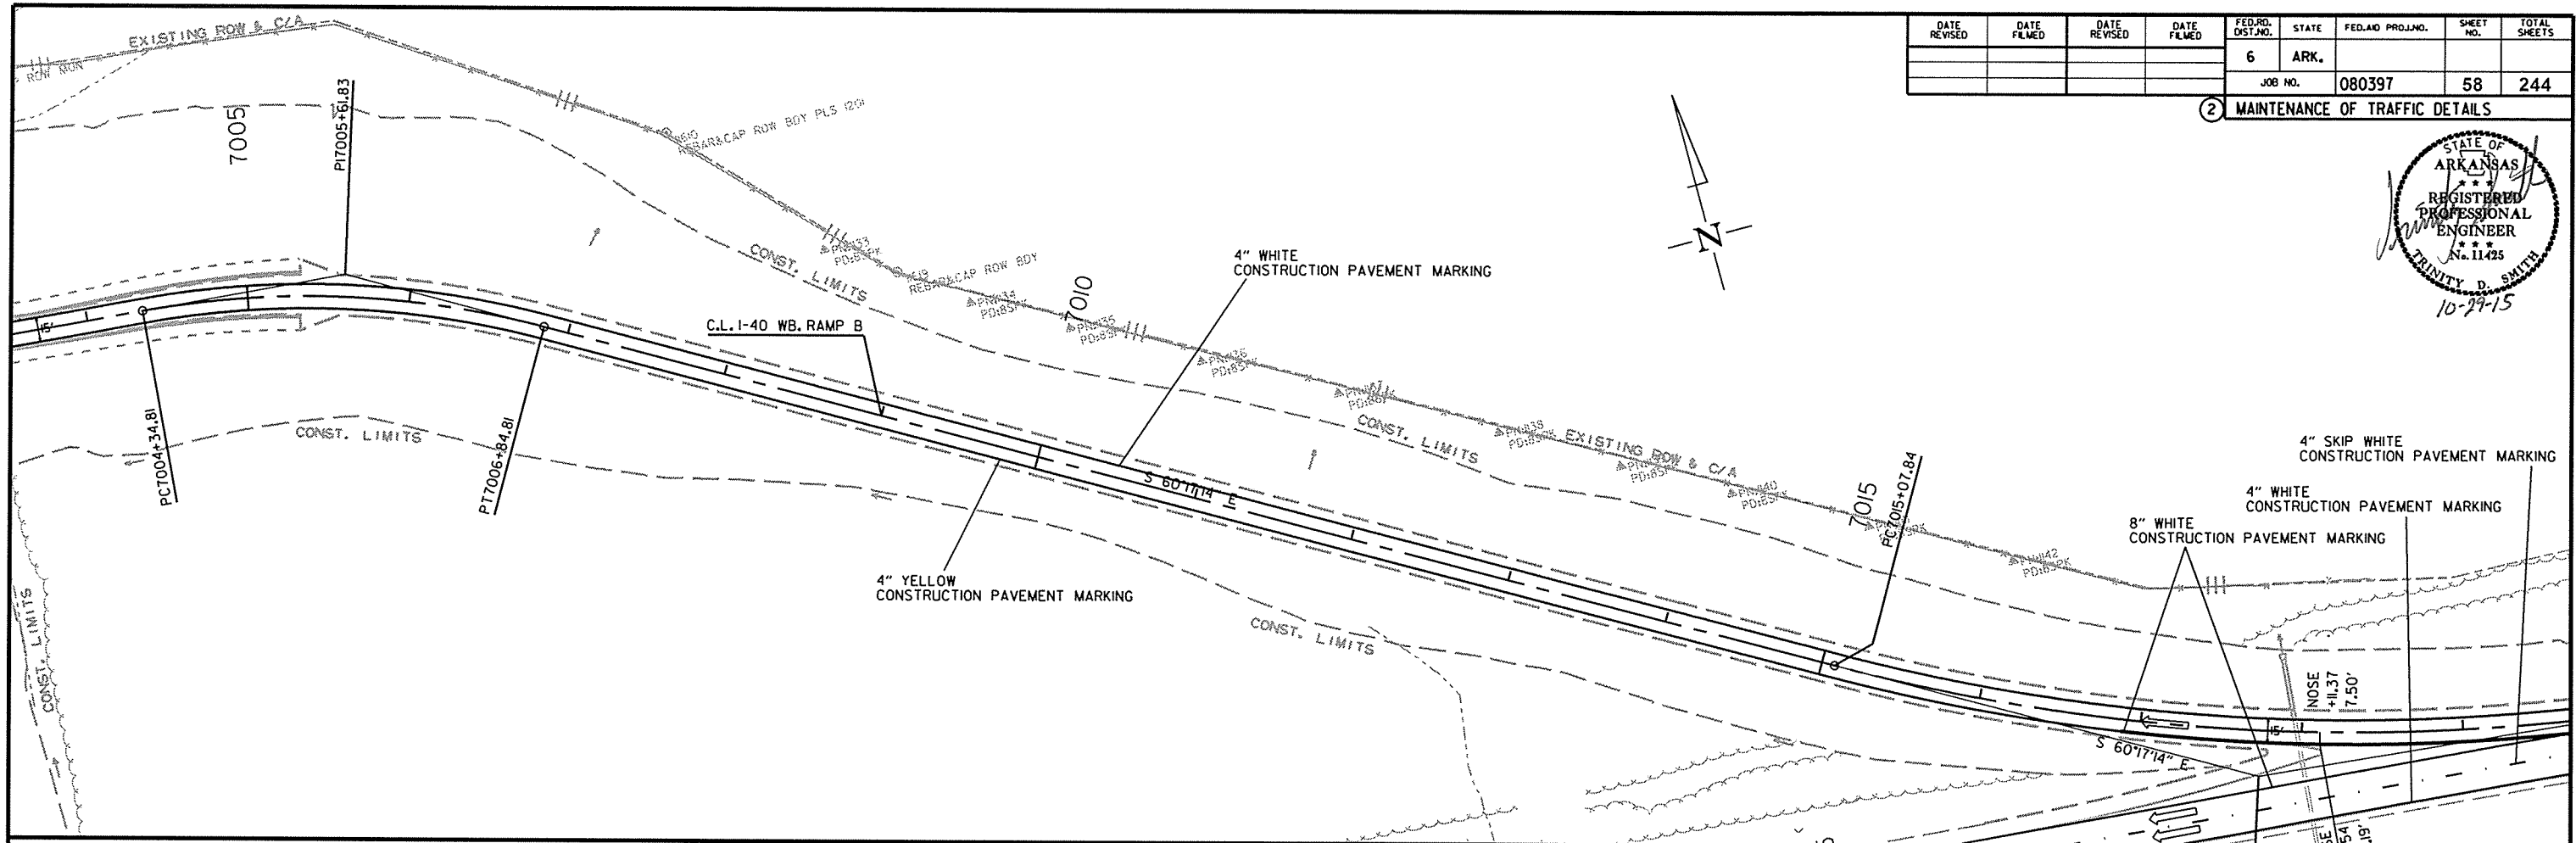 DATE REVISED
DATE FILMED
DATE REVISED
DATE FILMED
FED.RD. DIST.NO.
STATE
FED.AID PROJ.NO.
SHEET NO.
TOTAL SHEETS
6
ARK.
JOB NO.
080397
58
244
2
MAINTENANCE OF TRAFFIC DETAILS
STATE OF
ARKANSAS
★ ★ ★
REGISTERED
PROFESSIONAL
ENGINEER
★ ★ ★
No. 11425
TRINITY D. SMITH
10-29-15
EXISTING ROW & C/A
ROW MON
7005
PI7005+61.83
REBAR&CAP ROW BDY PLS 1201
CONST. LIMITS
REBAR&CAP ROW BDY
7010
N
4" WHITE
CONSTRUCTION PAVEMENT MARKING
15'
C.L. I-40 WB. RAMP B
PC7004+34.81
PT7006+84.81
CONST. LIMITS
CONST. LIMITS
EXISTING ROW & C/A
S 60°17'14" E
7015
PC7015+07.84
4" SKIP WHITE
CONSTRUCTION PAVEMENT MARKING
4" WHITE
CONSTRUCTION PAVEMENT MARKING
8" WHITE
CONSTRUCTION PAVEMENT MARKING
4" YELLOW
CONSTRUCTION PAVEMENT MARKING
CONST. LIMITS
CONST. LIMITS
NOSE
+11.37
7.50'
15'
S 60°17'14" E